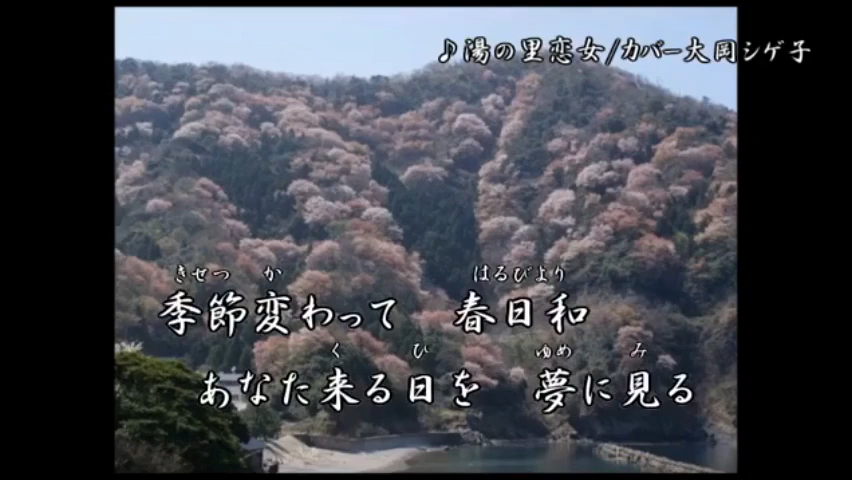 ♪湯の里恋女/カバー大岡シゲ子
きせつ か はるびより
季節変わって 春日和
く ひ ゆめ み
あなた来る日を 夢に見る